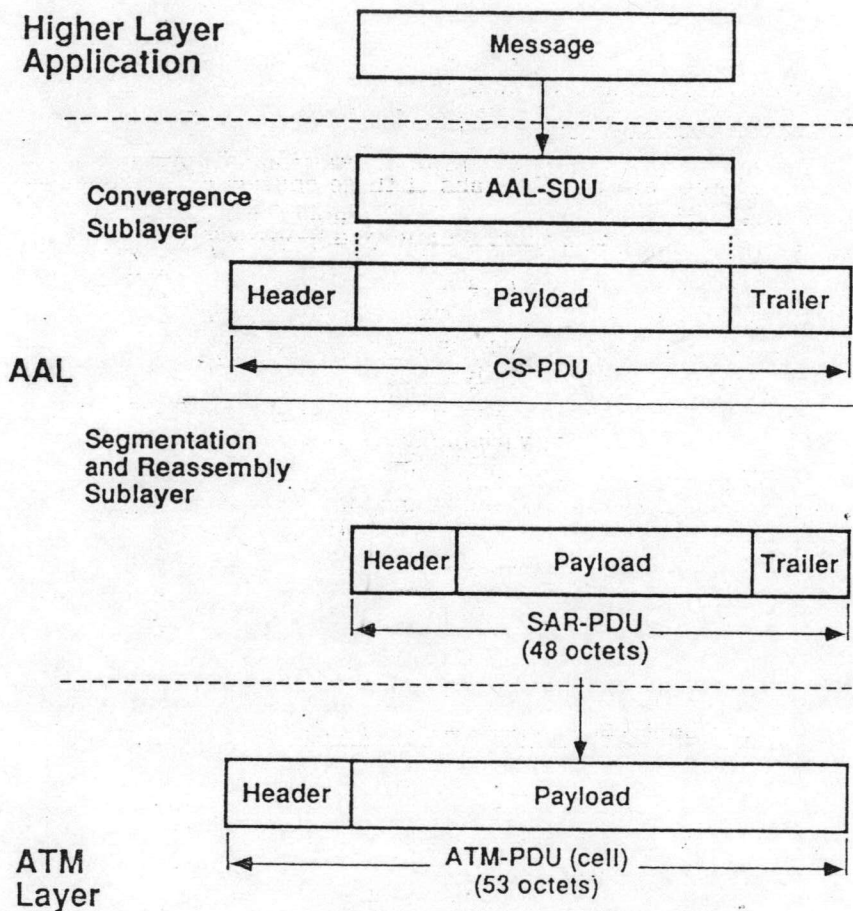 Higher Layer
Application
Message
Convergence
Sublayer
AAL-SDU
Header Payload Trailer
CS-PDU
AAL
Segmentation
and Reassembly
Sublayer
Header Payload Trailer
SAR-PDU
(48 octets)
Header Payload
ATM-PDU (cell)
(53 octets)
ATM
Layer